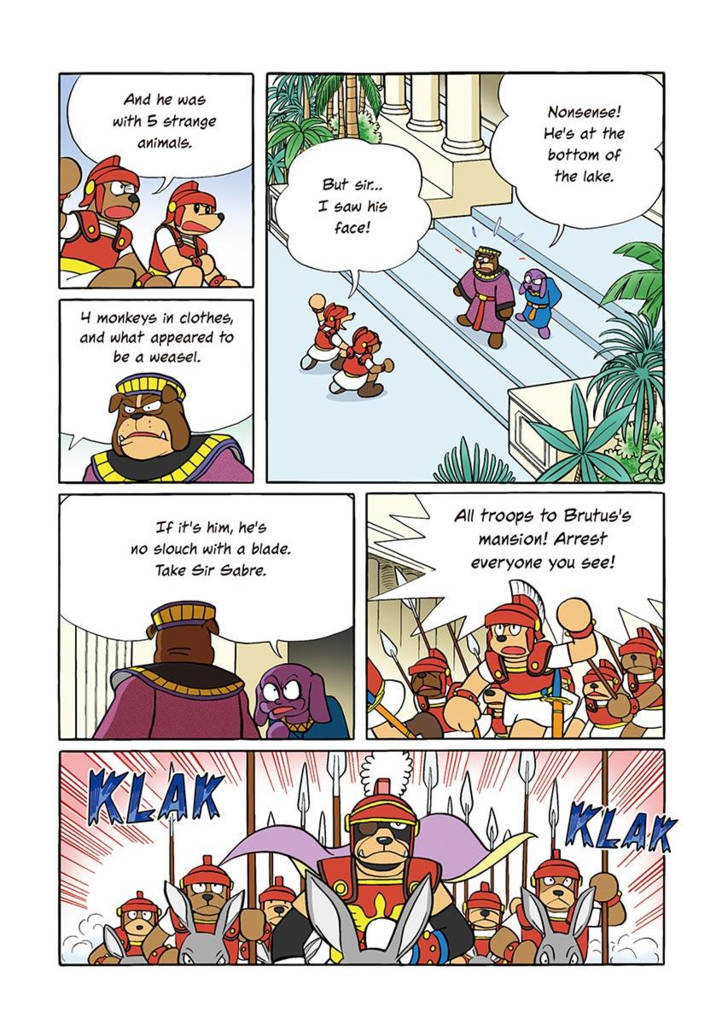 Nonsense!
He's at the
bottom of
the lake.
But sir...
I saw his
face!
And he was
with 5 strange
animals.
4 monkeys in clothes,
and what appeared to
be a weasel.
All troops to Brutus's
mansion! Arrest
everyone you see!
If it's him, he's
no slouch with a blade.
Take Sir Sabre.
KLAK
KLAK